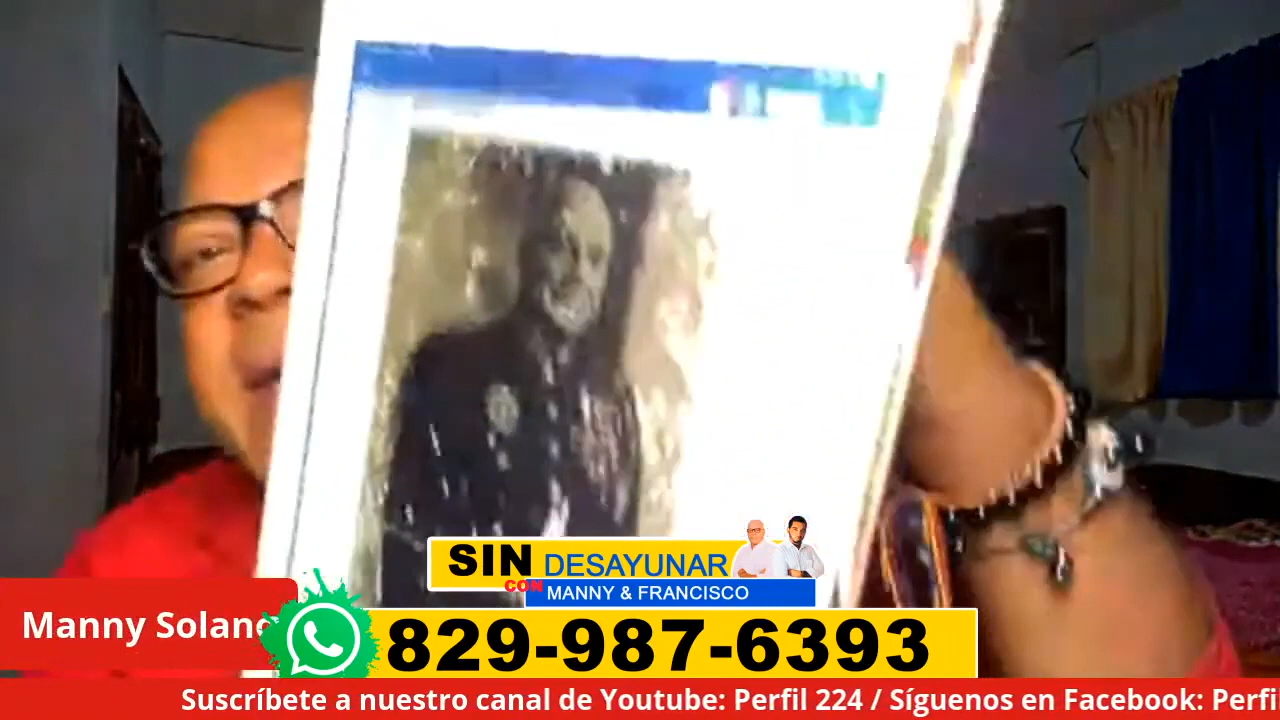 SIN DESAYUNAR
CON MANNY & FRANCISCO
Manny Solano
829-987-6393
Suscríbete a nuestro canal de Youtube: Perfil 224 / Síguenos en Facebook: Perfi